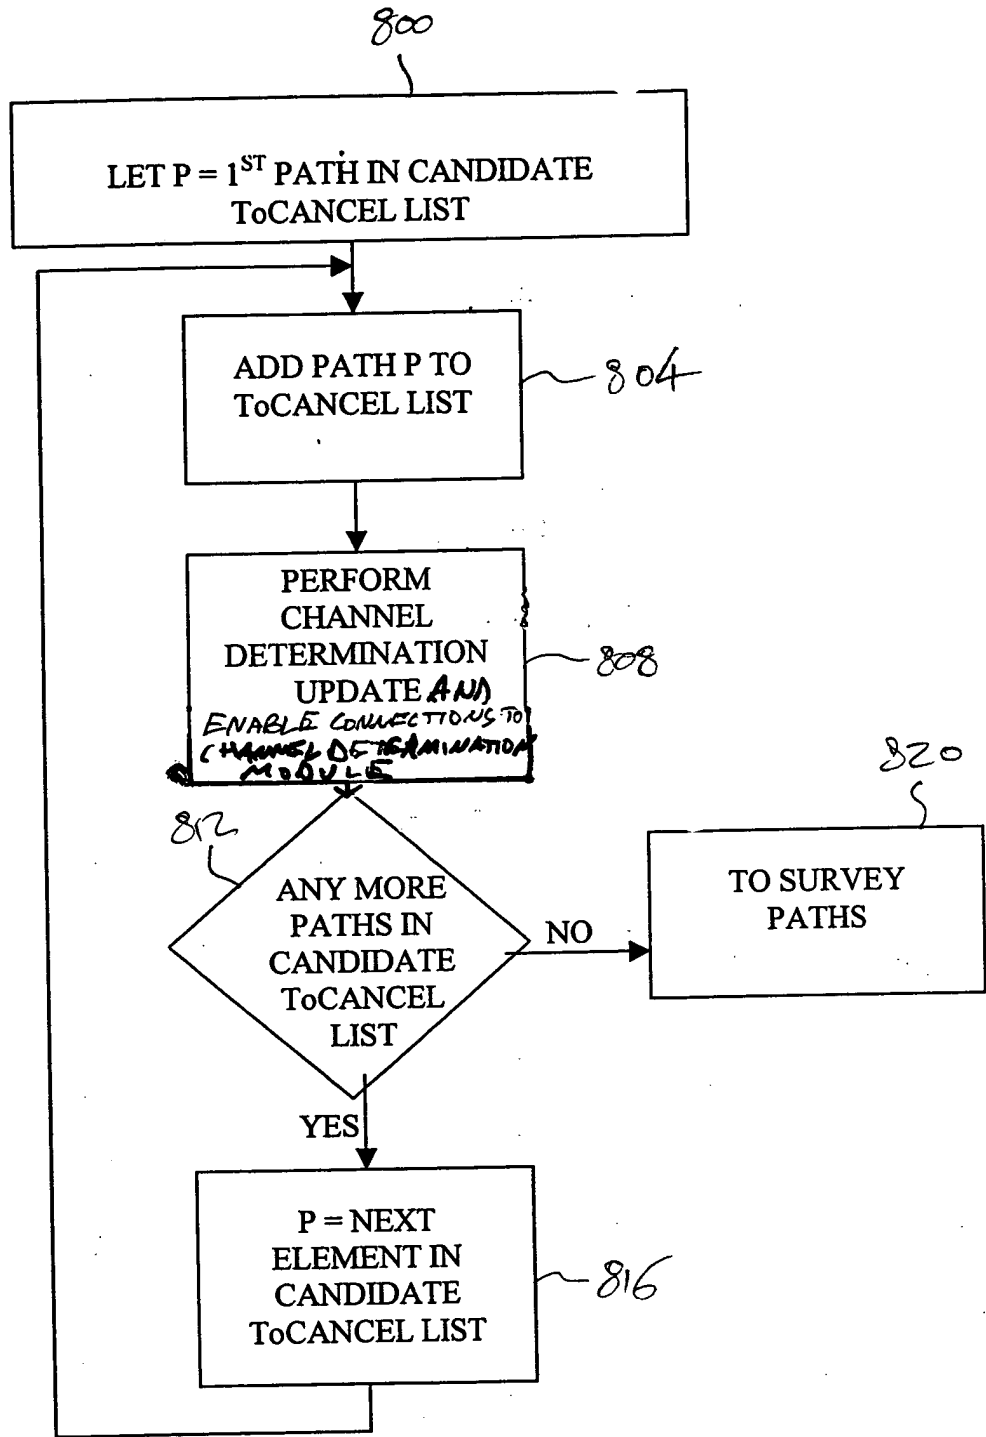 800
LET P = 1ST PATH IN CANDIDATE
ToCANCEL LIST
ADD PATH P TO
ToCANCEL LIST
804
PERFORM
CHANNEL
DETERMINATION
UPDATE AND
ENABLE CONNECTIONS TO
CHANNEL DETERMINATION
MODULE
808
812
ANY MORE
PATHS IN
CANDIDATE
ToCANCEL
LIST
NO
820
TO SURVEY
PATHS
YES
P = NEXT
ELEMENT IN
CANDIDATE
ToCANCEL LIST
816